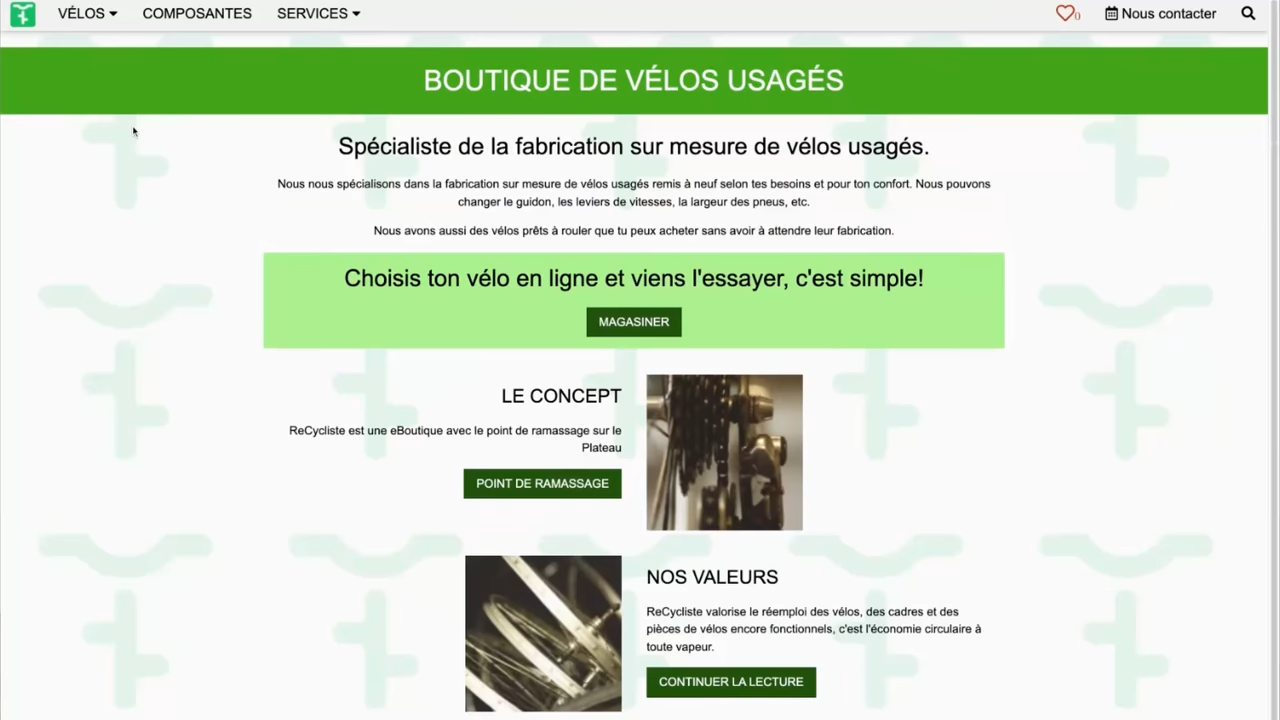 VÉLOS
COMPOSANTES
SERVICES
0
Nous contacter
BOUTIQUE DE VÉLOS USAGÉS
Spécialiste de la fabrication sur mesure de vélos usagés.
Nous nous spécialisons dans la fabrication sur mesure de vélos usagés remis à neuf selon tes besoins et pour ton confort. Nous pouvons
changer le guidon, les leviers de vitesses, la largeur des pneus, etc.
Nous avons aussi des vélos prêts à rouler que tu peux acheter sans avoir à attendre leur fabrication.
Choisis ton vélo en ligne et viens l'essayer, c'est simple!
MAGASINER
LE CONCEPT
ReCycliste est une eBoutique avec le point de ramassage sur le
Plateau
POINT DE RAMASSAGE
NOS VALEURS
ReCycliste valorise le réemploi des vélos, des cadres et des
pièces de vélos encore fonctionnels, c'est l'économie circulaire à
toute vapeur.
CONTINUER LA LECTURE